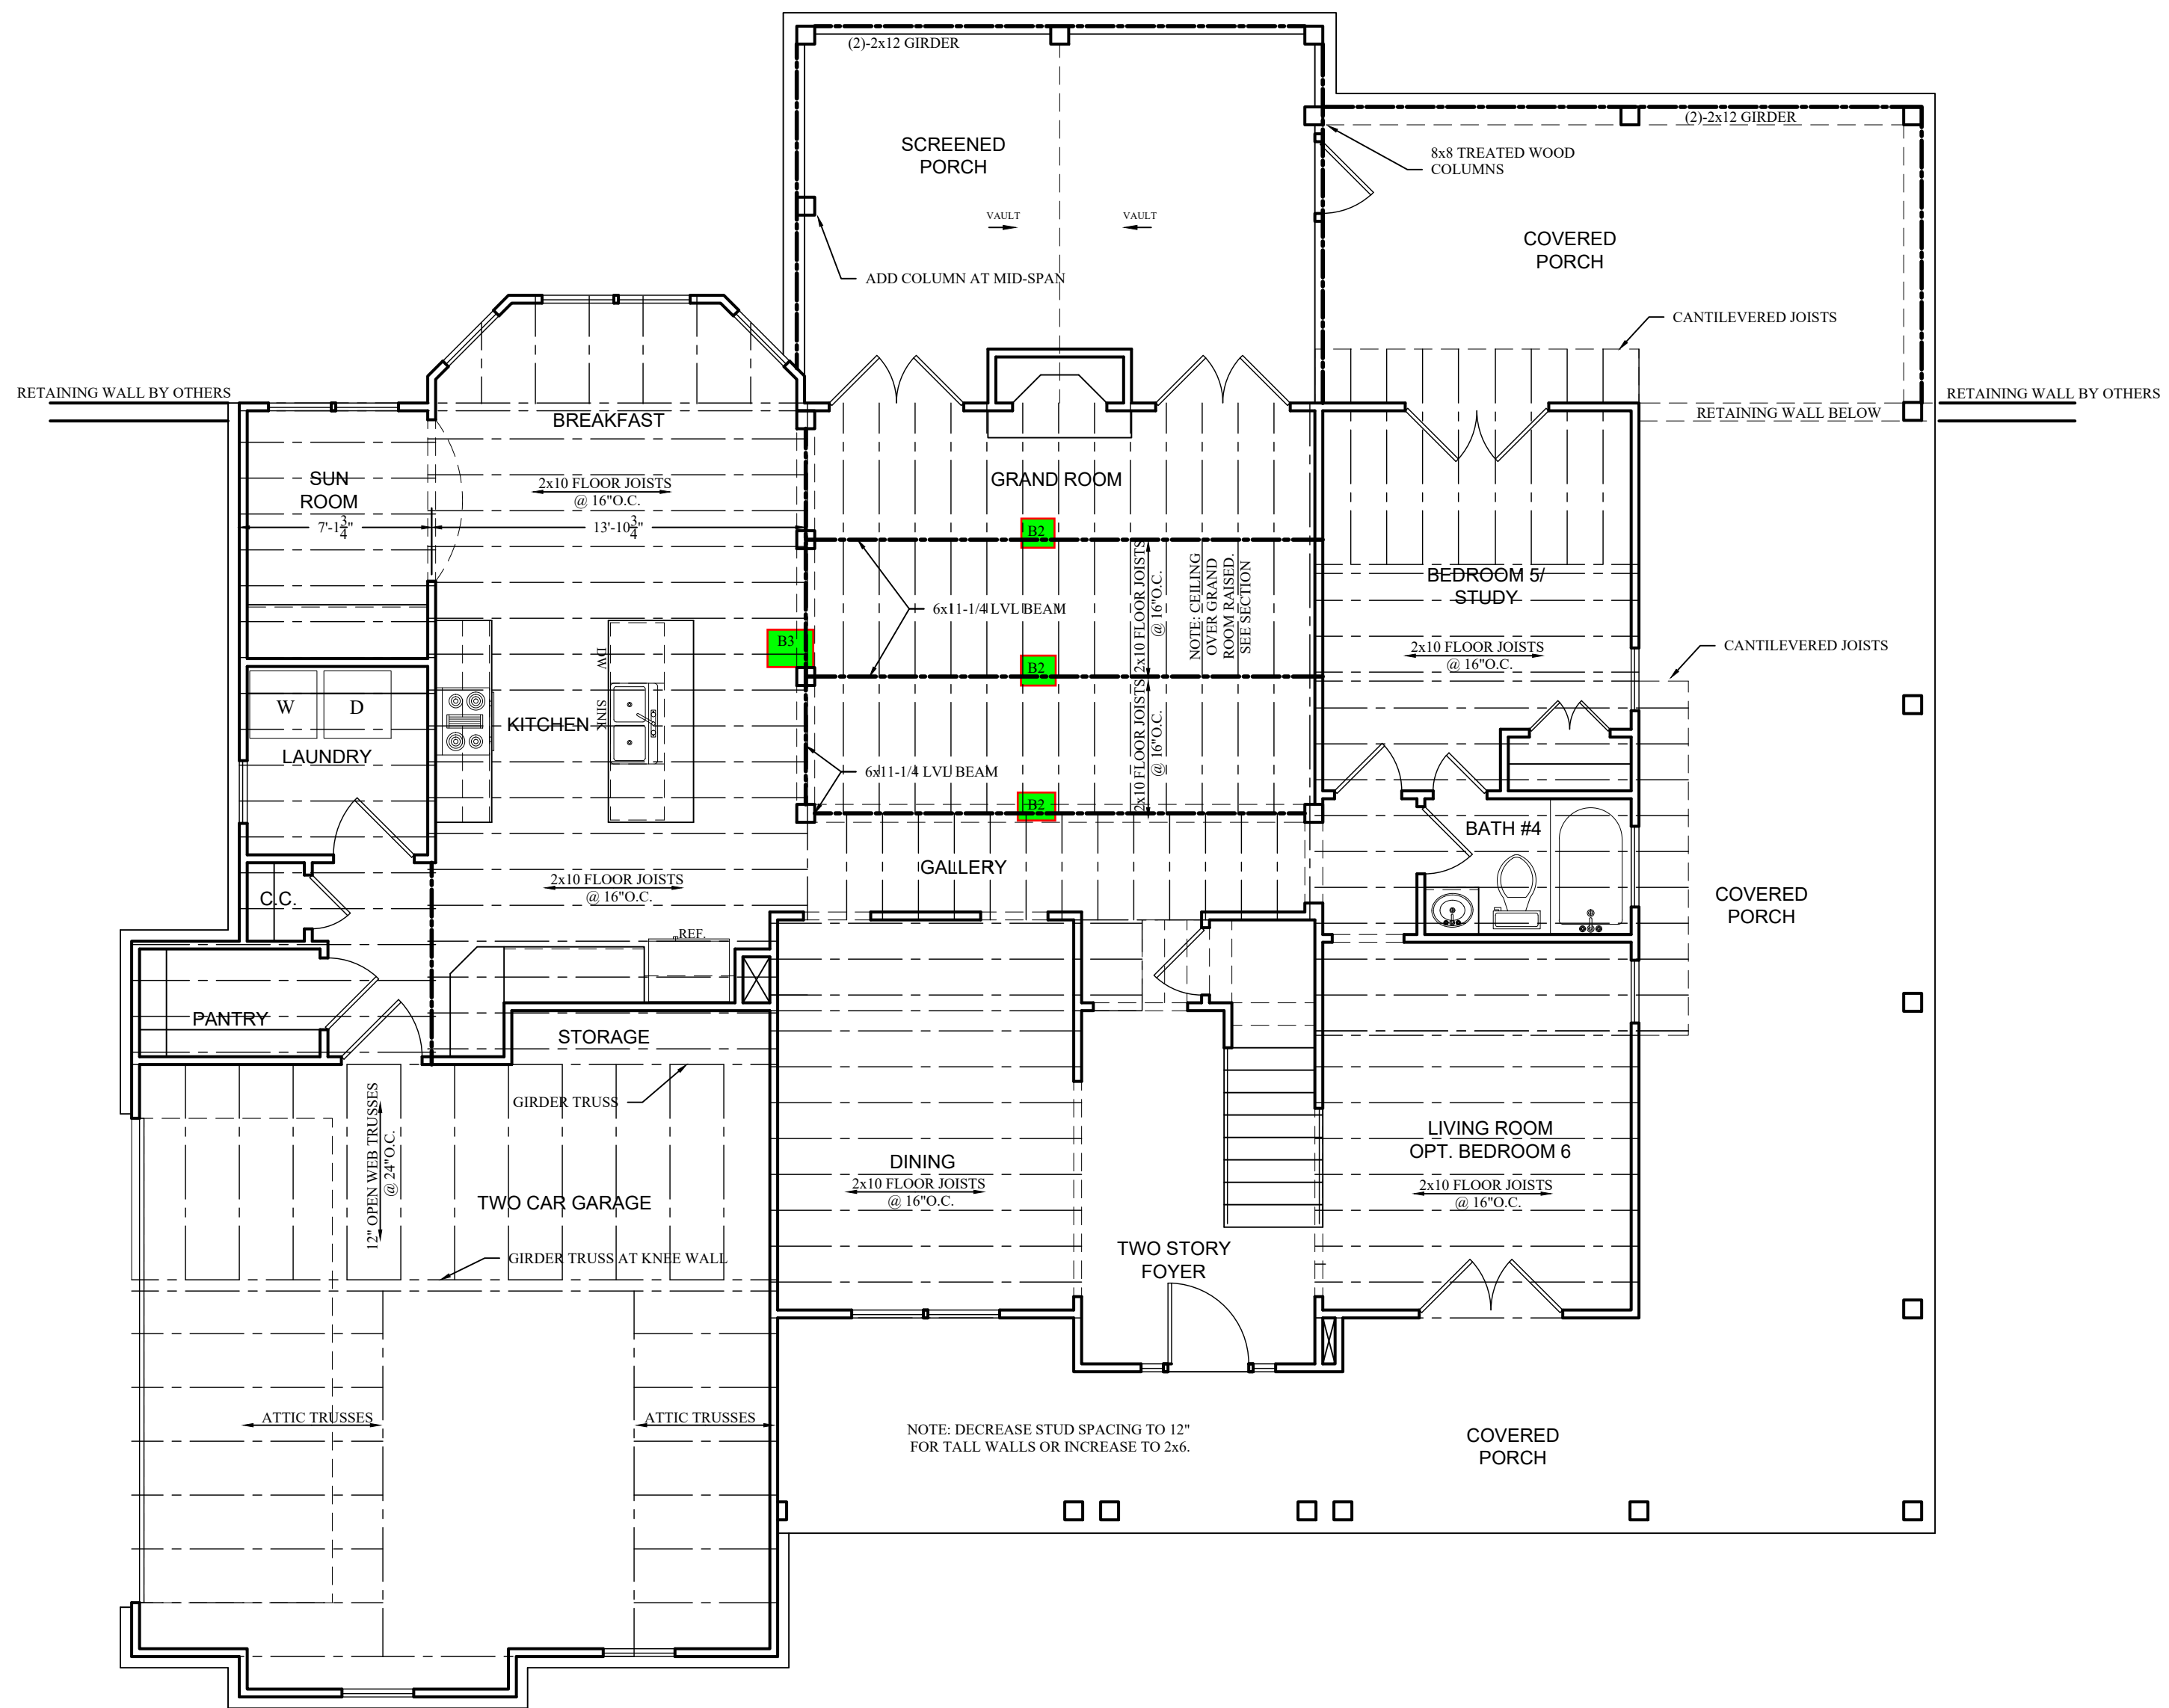 (2)-2x12 GIRDER
(2)-2x12 GIRDER
SCREENED
PORCH
8x8 TREATED WOOD
COLUMNS
VAULT
VAULT
COVERED
PORCH
ADD COLUMN AT MID-SPAN
CANTILEVERED JOISTS
RETAINING WALL BY OTHERS
RETAINING WALL BY OTHERS
RETAINING WALL BELOW
BREAKFAST
SUN
ROOM
2x10 FLOOR JOISTS
@ 16"O.C.
GRAND ROOM
7'-1 3/4"
13'-10 3/4"
B2
2x10 FLOOR JOISTS
@ 16"O.C.
NOTE: CEILING
OVER GRAND
ROOM RAISED.
SEE SECTION
BEDROOM 5/
STUDY
6x11-1/4 LVL BEAM
B3
DW
2x10 FLOOR JOISTS
@ 16"O.C.
CANTILEVERED JOISTS
B2
W
D
SINK
KITCHEN
2x10 FLOOR JOISTS
@ 16"O.C.
LAUNDRY
6x11-1/4 LVL BEAM
B2
BATH #4
GALLERY
2x10 FLOOR JOISTS
@ 16"O.C.
C.C.
COVERED
PORCH
REF.
PANTRY
STORAGE
GIRDER TRUSS
12" OPEN WEB TRUSSES
@ 24"O.C.
LIVING ROOM
OPT. BEDROOM 6
DINING
2x10 FLOOR JOISTS
@ 16"O.C.
2x10 FLOOR JOISTS
@ 16"O.C.
TWO CAR GARAGE
TWO STORY
FOYER
GIRDER TRUSS AT KNEE WALL
ATTIC TRUSSES
ATTIC TRUSSES
NOTE: DECREASE STUD SPACING TO 12"
FOR TALL WALLS OR INCREASE TO 2x6.
COVERED
PORCH